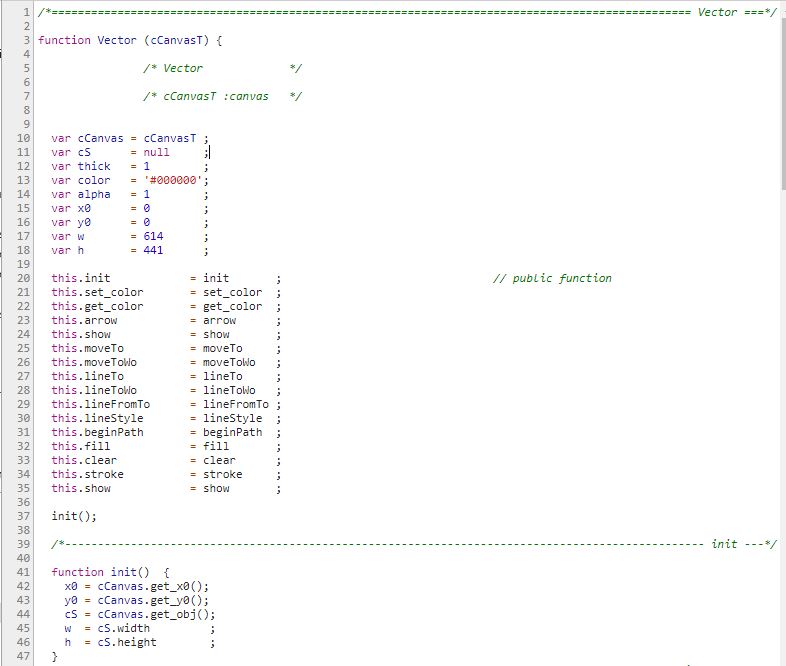 1 /*================================================================================================= Vector ===*/
2
3 function Vector (cCanvasT) {
4
5 /* Vector */
6
7 /* cCanvasT :canvas */
8
9
10 var cCanvas = cCanvasT ;
11 var cS = null ;
12 var thick = 1 ;
13 var color = '#000000';
14 var alpha = 1 ;
15 var x0 = 0 ;
16 var y0 = 0 ;
17 var w = 614 ;
18 var h = 441 ;
19
20 this.init = init ; // public function
21 this.set_color = set_color ;
22 this.get_color = get_color ;
23 this.arrow = arrow ;
24 this.show = show ;
25 this.moveTo = moveTo ;
26 this.moveToWo = moveToWo ;
27 this.lineTo = lineTo ;
28 this.lineToWo = lineToWo ;
29 this.lineFromTo = lineFromTo ;
30 this.lineStyle = lineStyle ;
31 this.beginPath = beginPath ;
32 this.fill = fill ;
33 this.clear = clear ;
34 this.stroke = stroke ;
35 this.show = show ;
36
37 init();
38
39 /*------------------------------------------------------------------------------------------------- init ---*/
40
41 function init() {
42 x0 = cCanvas.get_x0();
43 y0 = cCanvas.get_y0();
44 cS = cCanvas.get_obj();
45 w = cS.width ;
46 h = cS.height ;
47 }